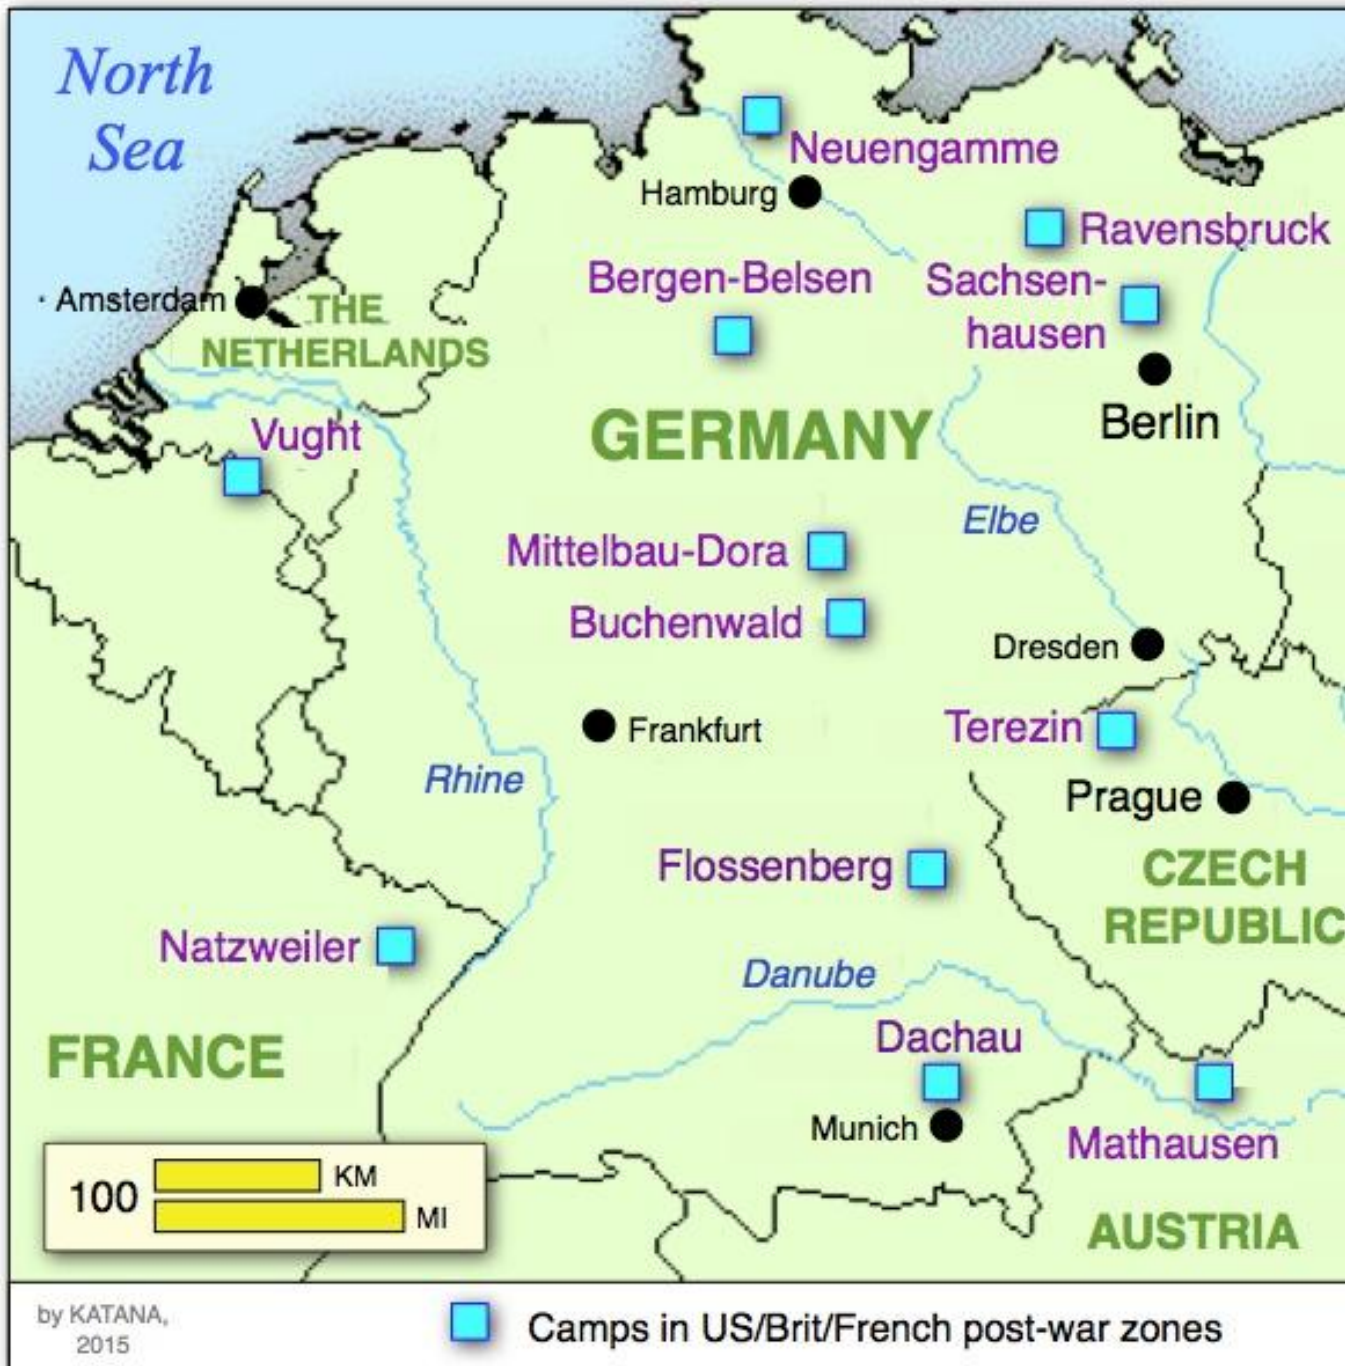 North
Sea
Neuengamme
Hamburg
Ravensbruck
Bergen-Belsen
Sachsen-
hausen
· Amsterdam
THE
NETHERLANDS
Berlin
GERMANY
Vught
Elbe
Mittelbau-Dora
Buchenwald
Dresden
Terezin
Frankfurt
Rhine
Prague
Flossenberg
CZECH
REPUBLIC
Natzweiler
Danube
FRANCE
Dachau
Munich
Mathausen
AUSTRIA
100
KM
MI
by KATANA,
2015
Camps in US/Brit/French post-war zones